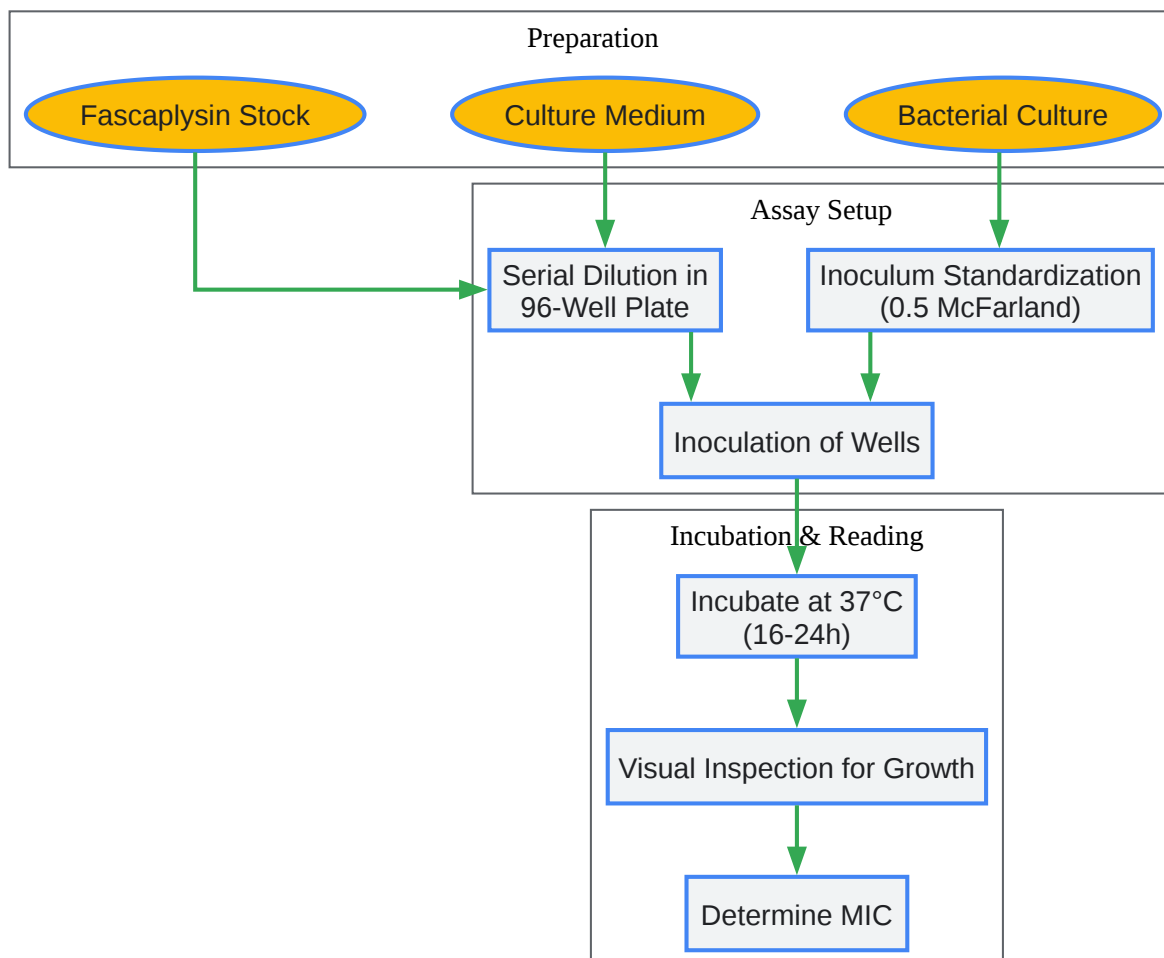 Preparation
Fascaplysin Stock
Culture Medium
Bacterial Culture
Assay Setup
Serial Dilution in
96-Well Plate
Inoculum Standardization
(0.5 McFarland)
Inoculation of Wells
Incubation & Reading
Incubate at 37°C
(16-24h)
Visual Inspection for Growth
Determine MIC